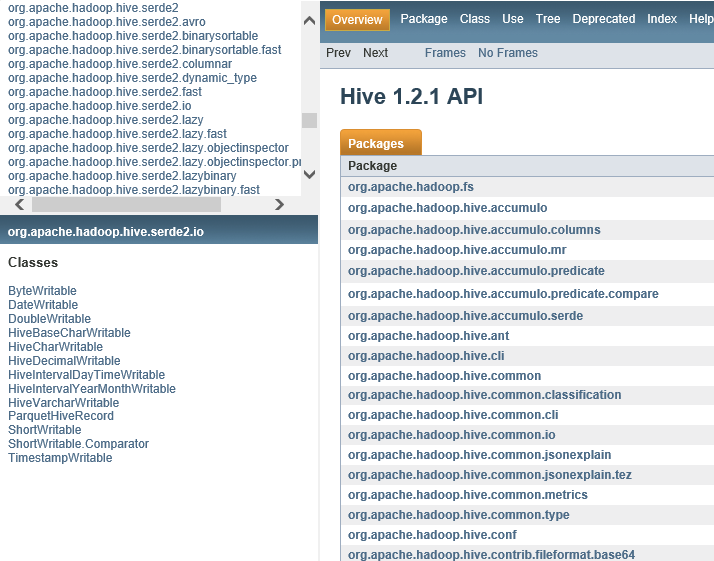 org.apache.hadoop.hive.serde2
org.apache.hadoop.hive.serde2.avro
org.apache.hadoop.hive.serde2.binarysortable
org.apache.hadoop.hive.serde2.binarysortable.fast
org.apache.hadoop.hive.serde2.columnar
org.apache.hadoop.hive.serde2.dynamic_type
org.apache.hadoop.hive.serde2.fast
org.apache.hadoop.hive.serde2.io
org.apache.hadoop.hive.serde2.lazy
org.apache.hadoop.hive.serde2.lazy.fast
org.apache.hadoop.hive.serde2.lazy.objectinspector
org.apache.hadoop.hive.serde2.lazy.objectinspector.pr
org.apache.hadoop.hive.serde2.lazybinary
org.apache.hadoop.hive.serde2.lazybinary.fast
org.apache.hadoop.hive.serde2.io
Classes
ByteWritable
DateWritable
DoubleWritable
HiveBaseCharWritable
HiveCharWritable
HiveDecimalWritable
HiveIntervalDayTimeWritable
HiveIntervalYearMonthWritable
HiveVarcharWritable
ParquetHiveRecord
ShortWritable
ShortWritable.Comparator
TimestampWritable
Overview Package Class Use Tree Deprecated Index Help
Prev Next Frames No Frames
Hive 1.2.1 API
Packages
Package
org.apache.hadoop.fs
org.apache.hadoop.hive.accumulo
org.apache.hadoop.hive.accumulo.columns
org.apache.hadoop.hive.accumulo.mr
org.apache.hadoop.hive.accumulo.predicate
org.apache.hadoop.hive.accumulo.predicate.compare
org.apache.hadoop.hive.accumulo.serde
org.apache.hadoop.hive.ant
org.apache.hadoop.hive.cli
org.apache.hadoop.hive.common
org.apache.hadoop.hive.common.classification
org.apache.hadoop.hive.common.cli
org.apache.hadoop.hive.common.io
org.apache.hadoop.hive.common.jsonexplain
org.apache.hadoop.hive.common.jsonexplain.tez
org.apache.hadoop.hive.common.metrics
org.apache.hadoop.hive.common.type
org.apache.hadoop.hive.conf
org.apache.hadoop.hive.contrib.fileformat.base64